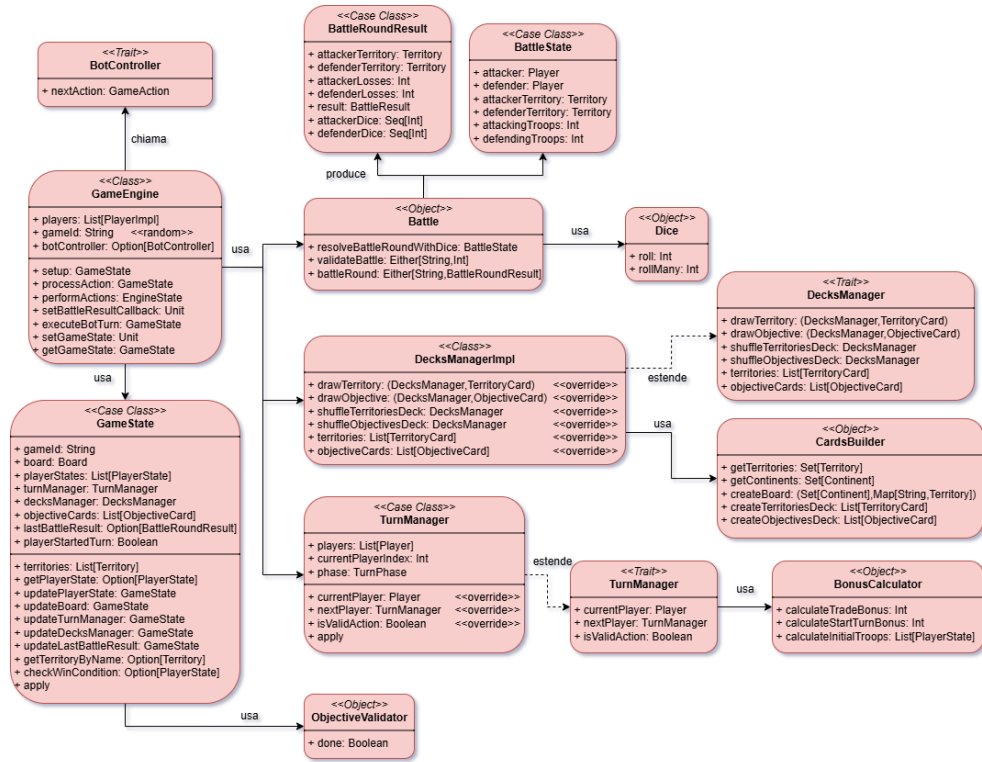 <<Trait>>
BotController
+ nextAction: GameAction
chiama
<<Case Class>>
BattleRoundResult
+ attackerTerritory: Territory
+ defenderTerritory: Territory
+ attackerLosses: Int
+ defenderLosses: Int
+ result: BattleResult
+ attackerDice: Seq[Int]
+ defenderDice: Seq[Int]
<<Case Class>>
BattleState
+ attacker: Player
+ defender: Player
+ attackerTerritory: Territory
+ defenderTerritory: Territory
+ attackingTroops: Int
+ defendingTroops: Int
produce
<<Class>>
GameEngine
+ players: List[PlayerImpl]
+ gameId: String <<random>>
+ botController: Option[BotController]
+ setup: GameState
+ processAction: GameState
+ performActions: EngineState
+ setBattleResultCallback: Unit
+ executeBotTurn: GameState
+ setGameState: Unit
+ getGameState: GameState
usa
<<Object>>
Battle
+ resolveBattleRoundWithDice: BattleState
+ validateBattle: Either[String,Int]
+ battleRound: Either[String,BattleRoundResult]
usa
<<Object>>
Dice
+ roll: Int
+ rollMany: Int
<<Class>>
DecksManagerImpl
+ drawTerritory: (DecksManager,TerritoryCard) <<override>>
+ drawObjective: (DecksManager,ObjectiveCard) <<override>>
+ shuffleTerritoriesDeck: DecksManager <<override>>
+ shuffleObjectivesDeck: DecksManager <<override>>
+ territories: List[TerritoryCard] <<override>>
+ objectiveCards: List[ObjectiveCard] <<override>>
estende
<<Trait>>
DecksManager
+ drawTerritory: (DecksManager,TerritoryCard)
+ drawObjective: (DecksManager,ObjectiveCard)
+ shuffleTerritoriesDeck: DecksManager
+ shuffleObjectivesDeck: DecksManager
+ territories: List[TerritoryCard]
+ objectiveCards: List[ObjectiveCard]
usa
<<Object>>
CardsBuilder
+ getTerritories: Set[Territory]
+ getContinents: Set[Continent]
+ createBoard: (Set[Continent],Map[String,Territory])
+ createTerritoriesDeck: List[TerritoryCard]
+ createObjectivesDeck: List[ObjectiveCard]
usa
<<Case Class>>
GameState
+ gameId: String
+ board: Board
+ playerStates: List[PlayerState]
+ turnManager: TurnManager
+ decksManager: DecksManager
+ objectiveCards: List[ObjectiveCard]
+ lastBattleResult: Option[BattleRoundResult]
+ playerStartedTurn: Boolean
+ territories: List[Territory]
+ getPlayerState: Option[PlayerState]
+ updatePlayerState: GameState
+ updateBoard: GameState
+ updateTurnManager: GameState
+ updateDecksManager: GameState
+ updateLastBattleResult: GameState
+ getTerritoryByName: Option[Territory]
+ checkWinCondition: Option[PlayerState]
+ apply
<<Case Class>>
TurnManager
+ players: List[Player]
+ currentPlayerIndex: Int
+ phase: TurnPhase
+ currentPlayer: Player <<override>>
+ nextPlayer: TurnManager <<override>>
+ isValidAction: Boolean <<override>>
+ apply
estende
<<Trait>>
TurnManager
+ currentPlayer: Player
+ nextPlayer: TurnManager
+ isValidAction: Boolean
usa
<<Object>>
BonusCalculator
+ calculateTradeBonus: Int
+ calculateStartTurnBonus: Int
+ calculateInitialTroops: List[PlayerState]
usa
<<Object>>
ObjectiveValidator
+ done: Boolean